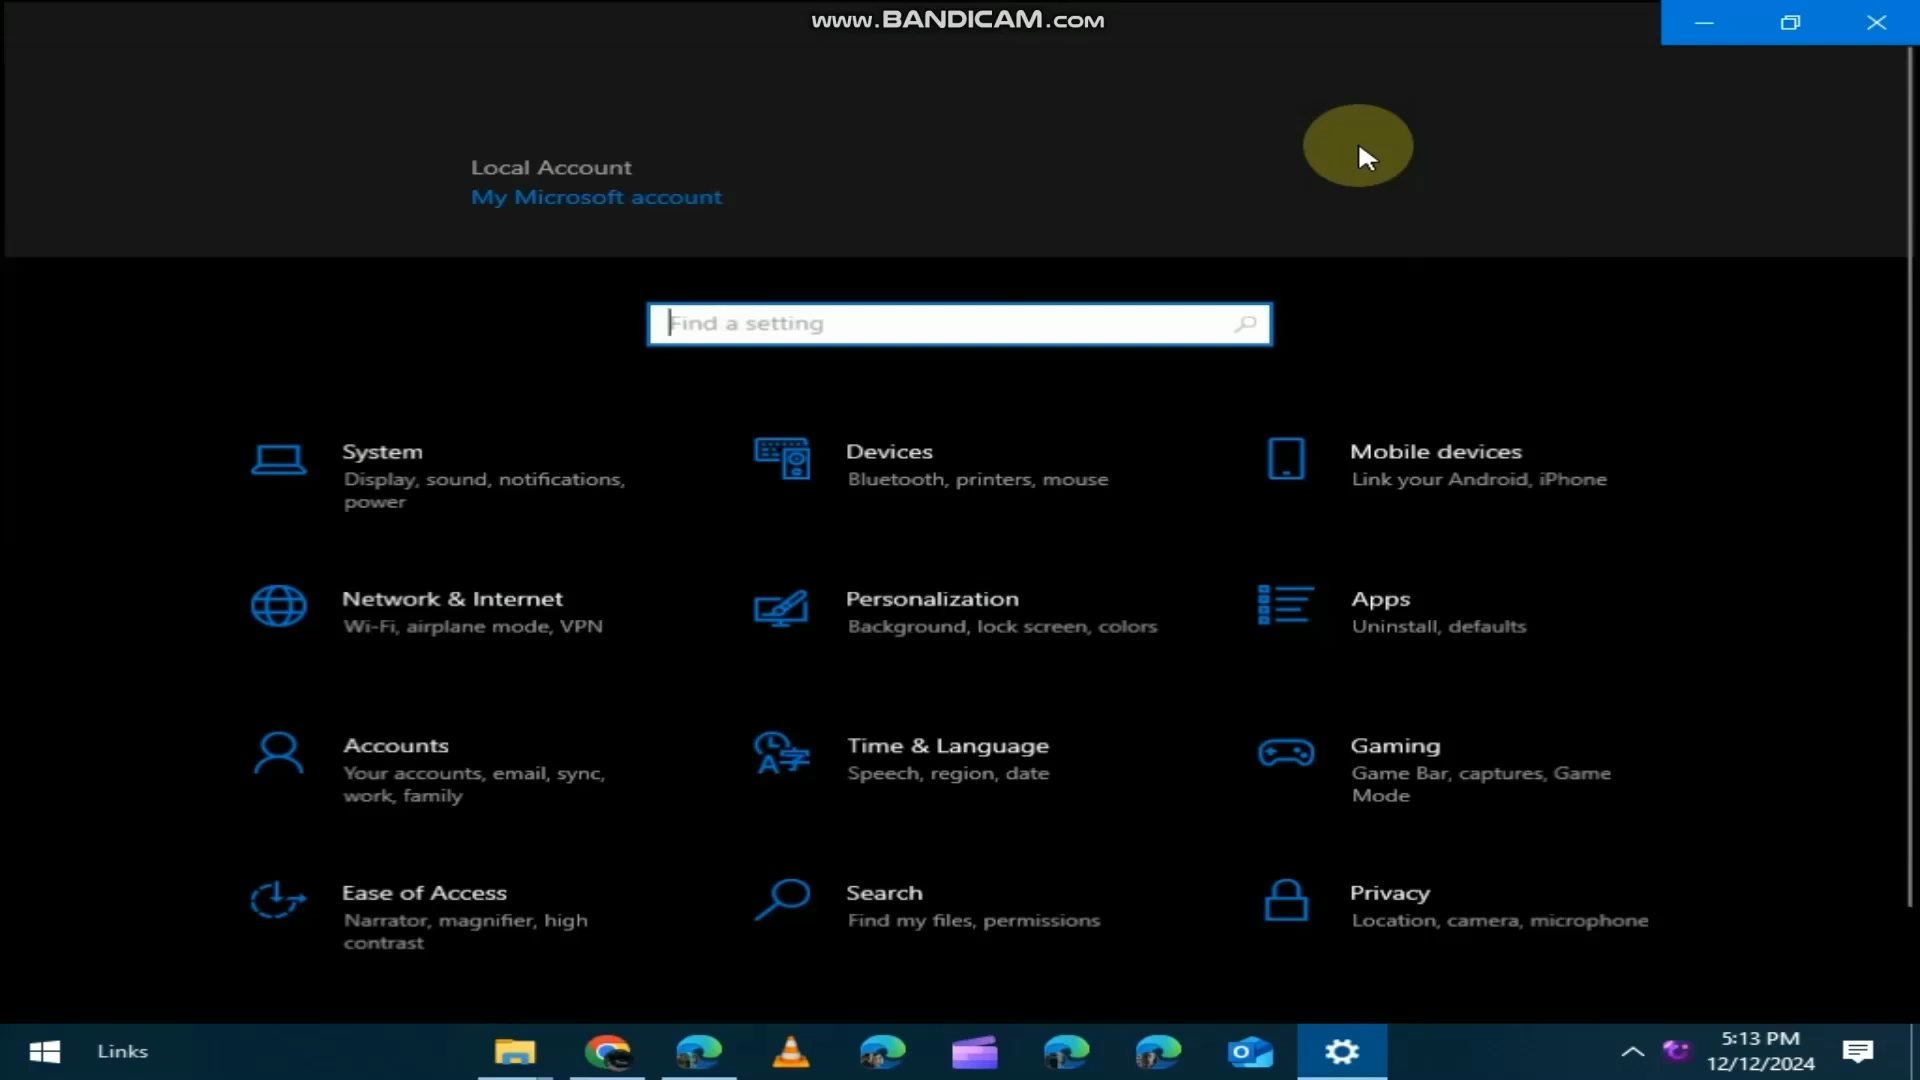 www.BANDICAM.com
Local Account
My Microsoft account
Find a setting
System
Display, sound, notifications,
power
Devices
Bluetooth, printers, mouse
Mobile devices
Link your Android, iPhone
Network & Internet
Wi-Fi, airplane mode, VPN
Personalization
Background, lock screen, colors
Apps
Uninstall, defaults
Accounts
Your accounts, email, sync,
work, family
Time & Language
Speech, region, date
Gaming
Game Bar, captures, Game
Mode
Ease of Access
Narrator, magnifier, high
contrast
Search
Find my files, permissions
Privacy
Location, camera, microphone
Links
5:13 PM
12/12/2024